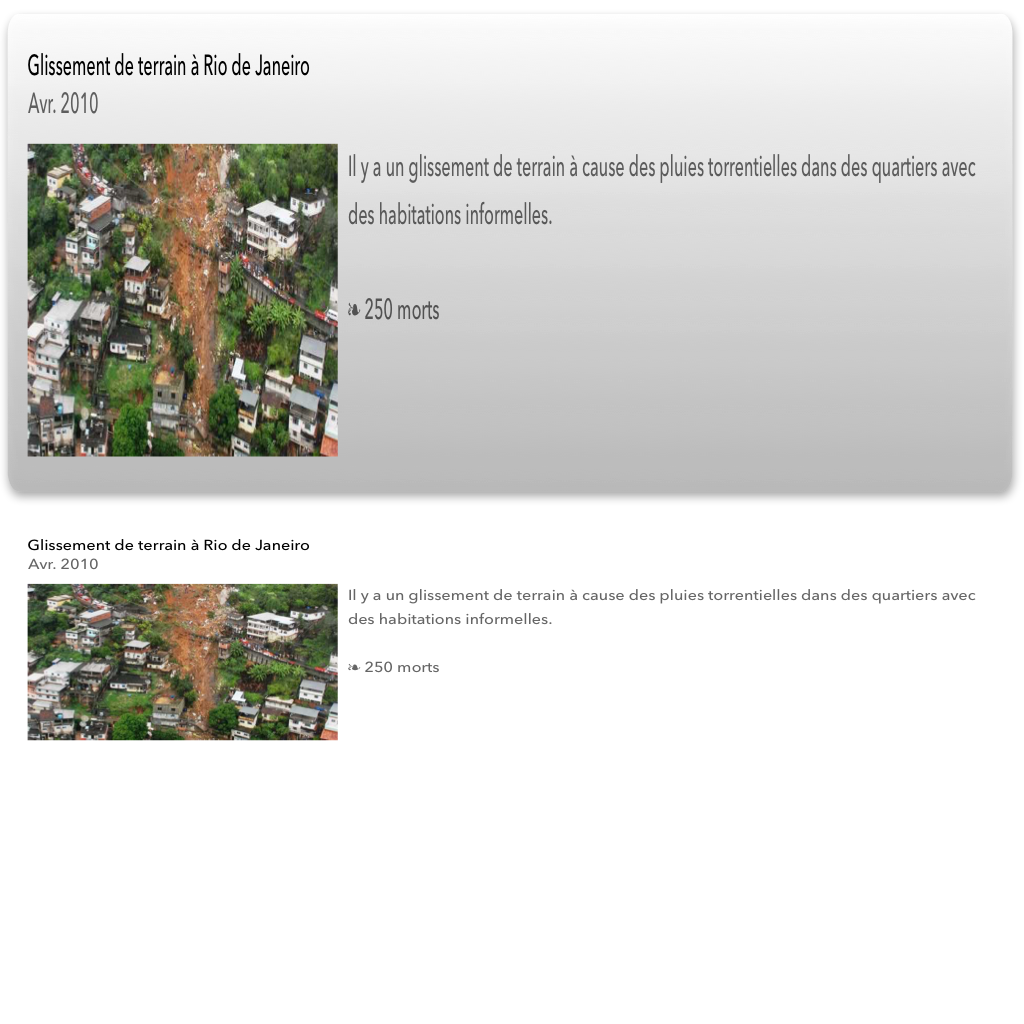 Glissement de terrain à Rio de Janeiro
Avr. 2010
Il y a un glissement de terrain à cause des pluies torrentielles dans des quartiers avec
des habitations informelles.
❧ 250 morts
Glissement de terrain à Rio de Janeiro
Avr. 2010
Il y a un glissement de terrain à cause des pluies torrentielles dans des quartiers avec
des habitations informelles.
❧ 250 morts